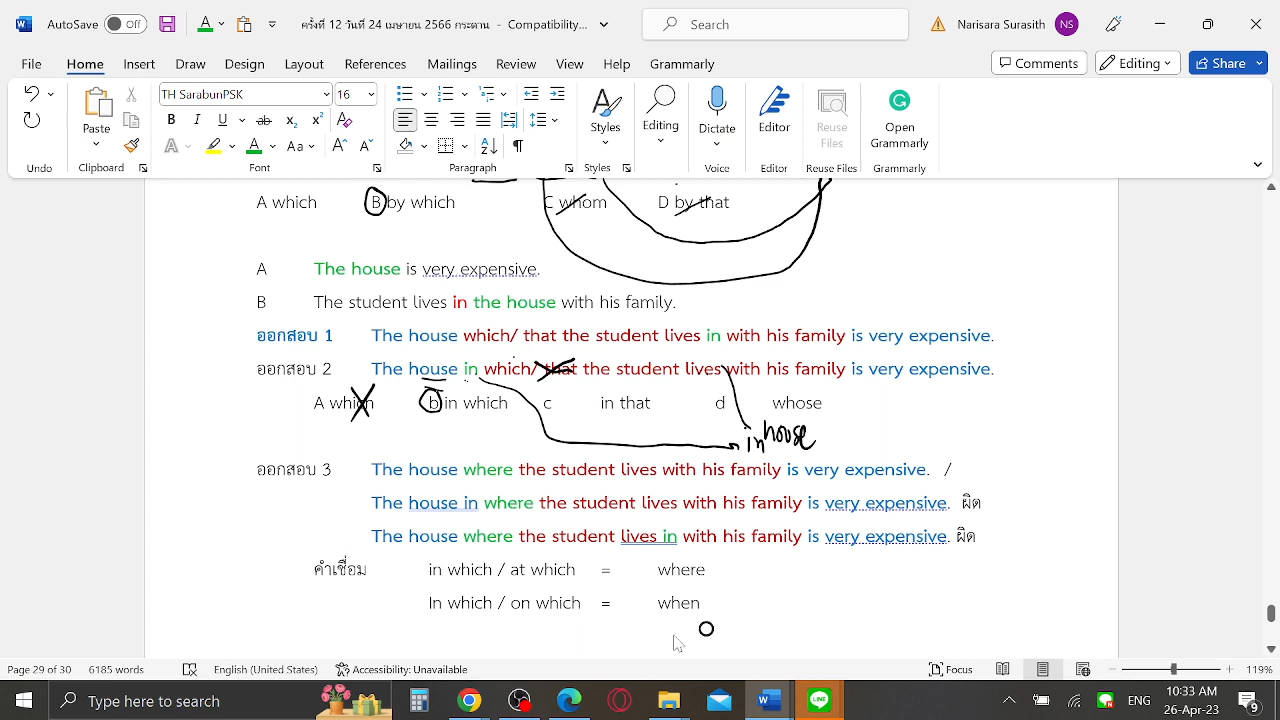 AutoSave Off ครั้งที่ 12 วันที่ 24 เมษายน 2566 กระดาน - Compatibility... Search Narisara Surasith NS
File Home Insert Draw Design Layout References Mailings Review View Help Grammarly Comments Editing Share
TH SarabunPSK 16
Paste Styles Editing Dictate Editor Reuse Files Open Grammarly
Undo Clipboard Font Paragraph Styles Voice Editor Reuse Files Grammarly
A which B by which C whom D by that
A The house is very expensive.
B The student lives in the house with his family.
ออกสอบ 1 The house which/ that the student lives in with his family is very expensive.
ออกสอบ 2 The house in which/ that the student lives with his family is very expensive.
A which b in which c in that d whose
in house
ออกสอบ 3 The house where the student lives with his family is very expensive. /
The house in where the student lives with his family is very expensive. ผิด
The house where the student lives in with his family is very expensive. ผิด
คำเชื่อม in which / at which = where
In which / on which = when
Page 29 of 30 6185 words English (United States) Accessibility: Unavailable Focus 119%
Type here to search ENG 10:33 AM 26-Apr-23 9